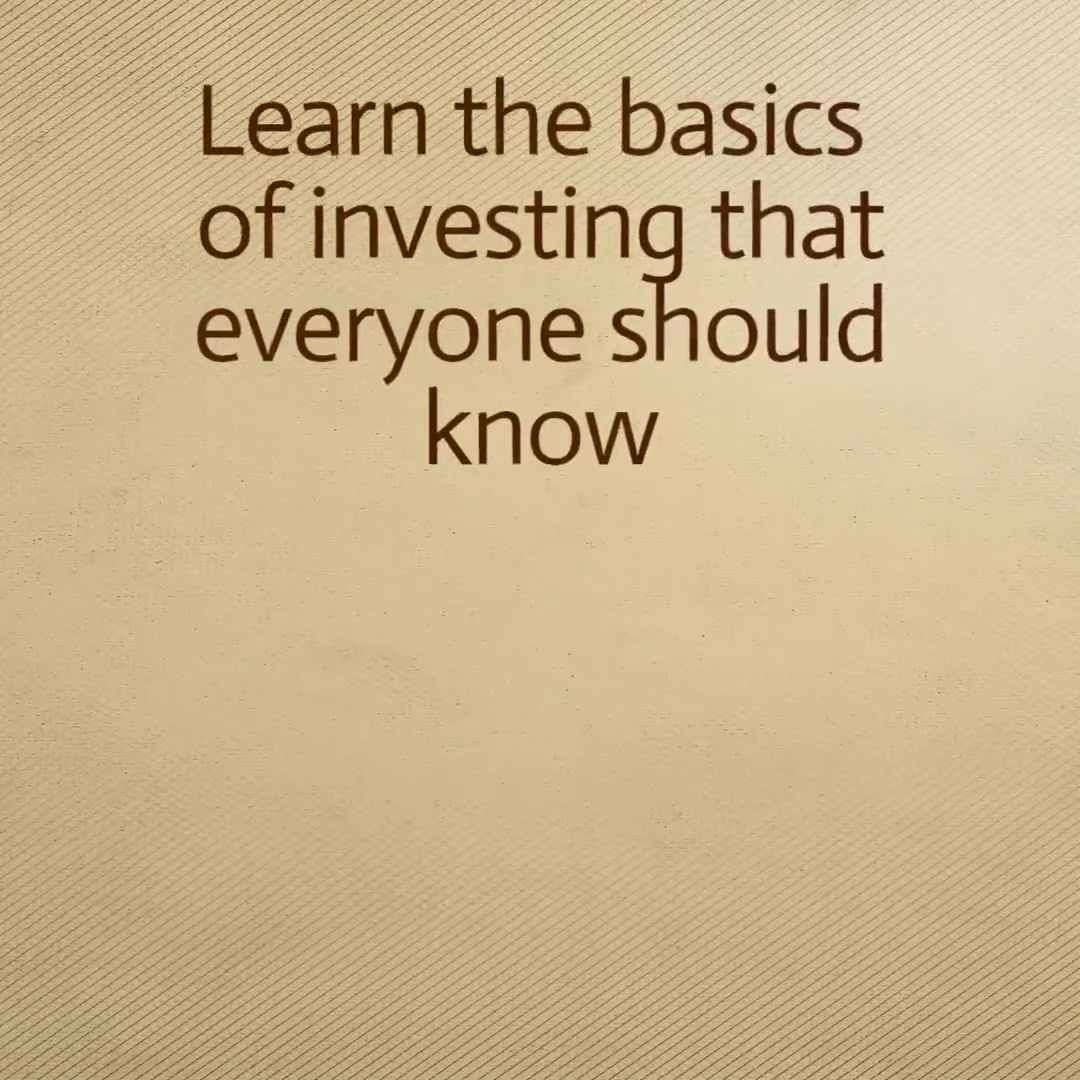 Learn the basics
of investing that
everyone should
know